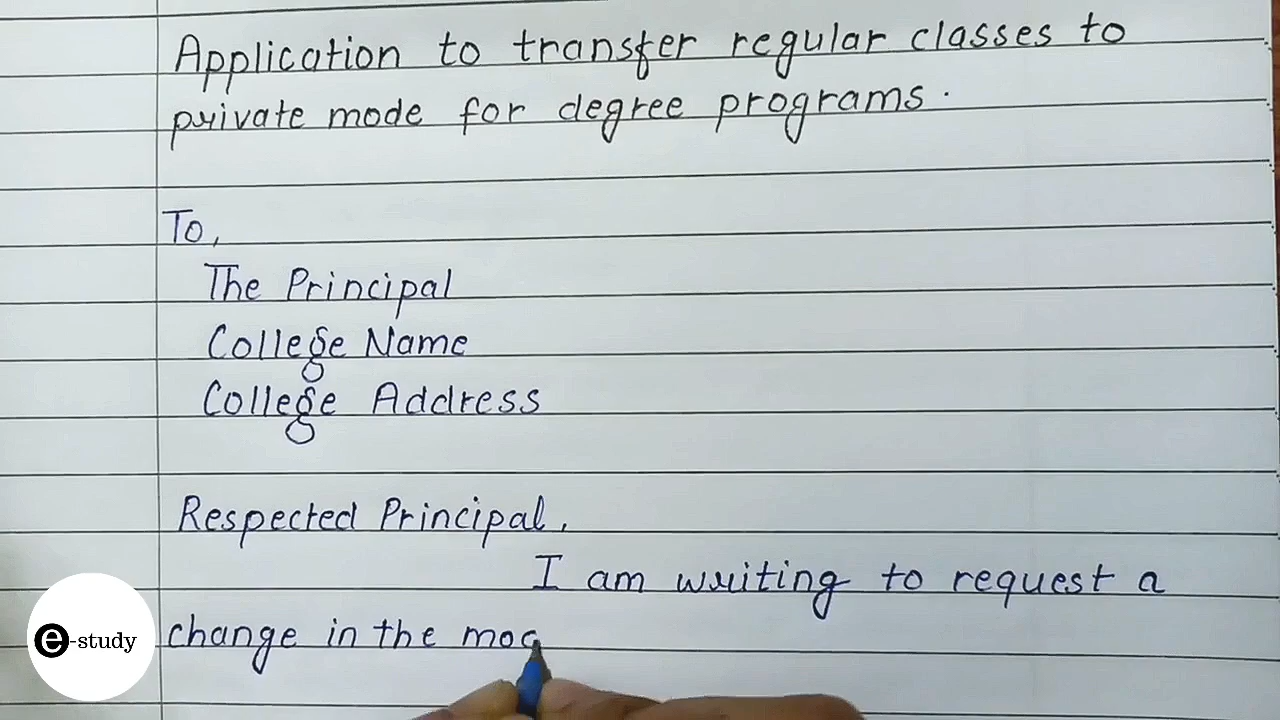 Application to transfer regular classes to
private mode for degree programs.
To,
The Principal
College Name
College Address
Respected Principal,
I am writing to request a
change in the mod
e-study